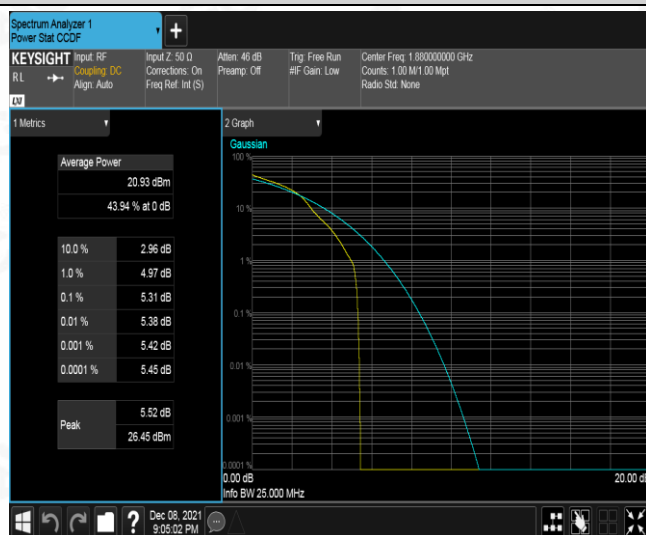 Spectrum Analyzer 1
Power Stat CCDF
+
KEYSIGHT
RL
LXI
Input: RF
Coupling: DC
Align: Auto
Input Z: 50 Ω
Corrections: On
Freq Ref: Int (S)
Atten: 46 dB
Preamp: Off
Trig: Free Run
#IF Gain: Low
Center Freq: 1.880000000 GHz
Counts: 1.00 M/1.00 Mpt
Radio Std: None
1 Metrics
Average Power
20.93 dBm
43.94 % at 0 dB
10.0 % 2.96 dB
1.0 % 4.97 dB
0.1 % 5.31 dB
0.01 % 5.38 dB
0.001 % 5.42 dB
0.0001 % 5.45 dB
Peak
5.52 dB
26.45 dBm
2 Graph
Gaussian
100 %
10 %
1 %
0.1 %
0.01 %
0.001 %
0.0001 %
0.00 dB 20.00 dB
Info BW 25.000 MHz
?
Dec 08, 2021
9:05:02 PM